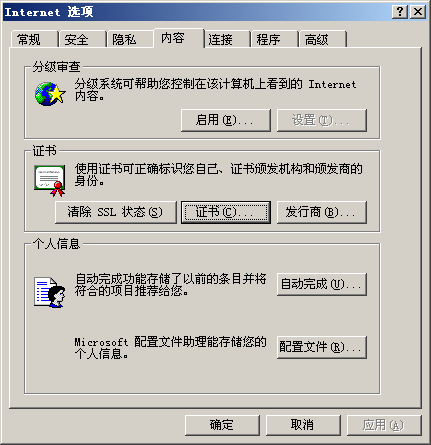 Internet 选项
常规 安全 隐私 内容 连接 程序 高级
分级审查
分级系统可帮助您控制在该计算机上看到的 Internet
内容。
启用(E)... 设置(T)...
证书
使用证书可正确标识您自己、证书颁发机构和颁发商的
身份。
清除 SSL 状态(S) 证书(C)... 发行商(B)...
个人信息
自动完成功能存储了以前的条目并将
符合的项目推荐给您。
自动完成(U)...
Microsoft 配置文件助理能存储您的
个人信息。
配置文件(R)...
确定 取消 应用(A)